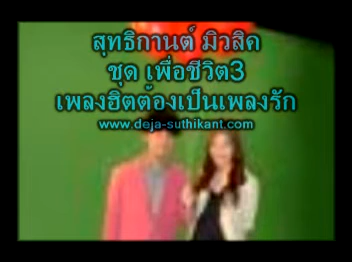 สุทธิกานต์ มิวสิค
ชุด เพื่อชีวิต3
เพลงฮิตต้องเป็นเพลงรัก
www.deja-suthikant.com